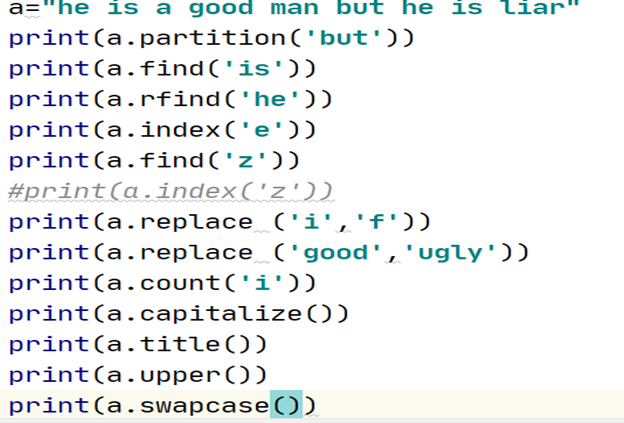 a="he is a good man but he is liar"
print(a.partition('but'))
print(a.find('is'))
print(a.rfind('he'))
print(a.index('e'))
print(a.find('z'))
#print(a.index('z'))
print(a.replace ('i','f'))
print(a.replace ('good','ugly'))
print(a.count('i'))
print(a.capitalize())
print(a.title())
print(a.upper())
print(a.swapcase())